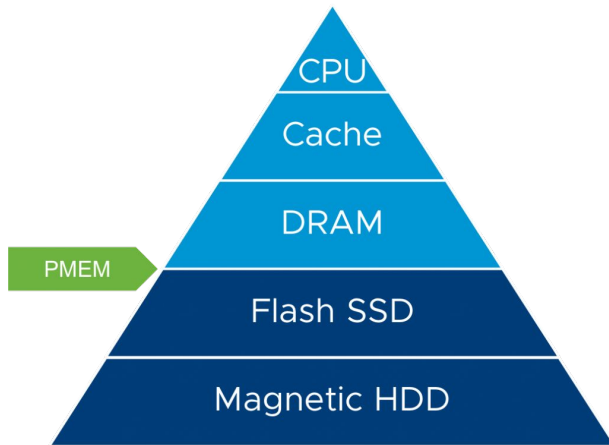 CPU
Cache
DRAM
PMEM
Flash SSD
Magnetic HDD